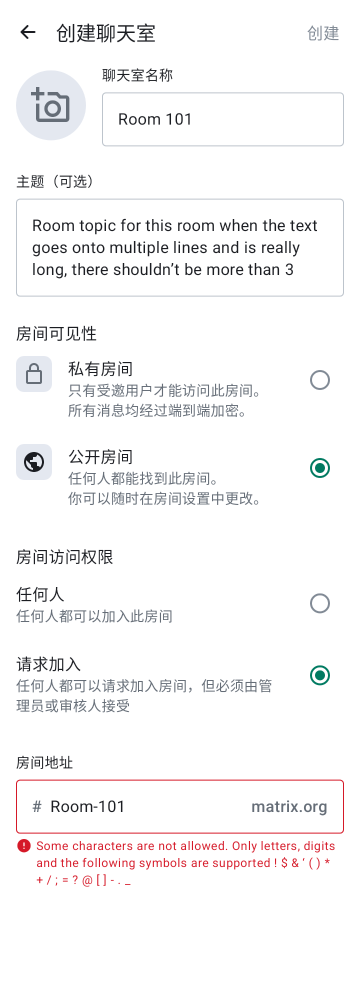 创建聊天室
创建
聊天室名称
Room 101
主题（可选）
Room topic for this room when the text
goes onto multiple lines and is really
long, there shouldn’t be more than 3
房间可见性
私有房间
只有受邀用户才能访问此房间。
所有消息均经过端到端加密。
公开房间
任何人都能找到此房间。
你可以随时在房间设置中更改。
房间访问权限
任何人
任何人都可以加入此房间
请求加入
任何人都可以请求加入房间，但必须由管
理员或审核人接受
房间地址
# Room-101 matrix.org
Some characters are not allowed. Only letters, digits
and the following symbols are supported ! $ & ‘ ( ) *
+ / ; = ? @ [ ] - . _